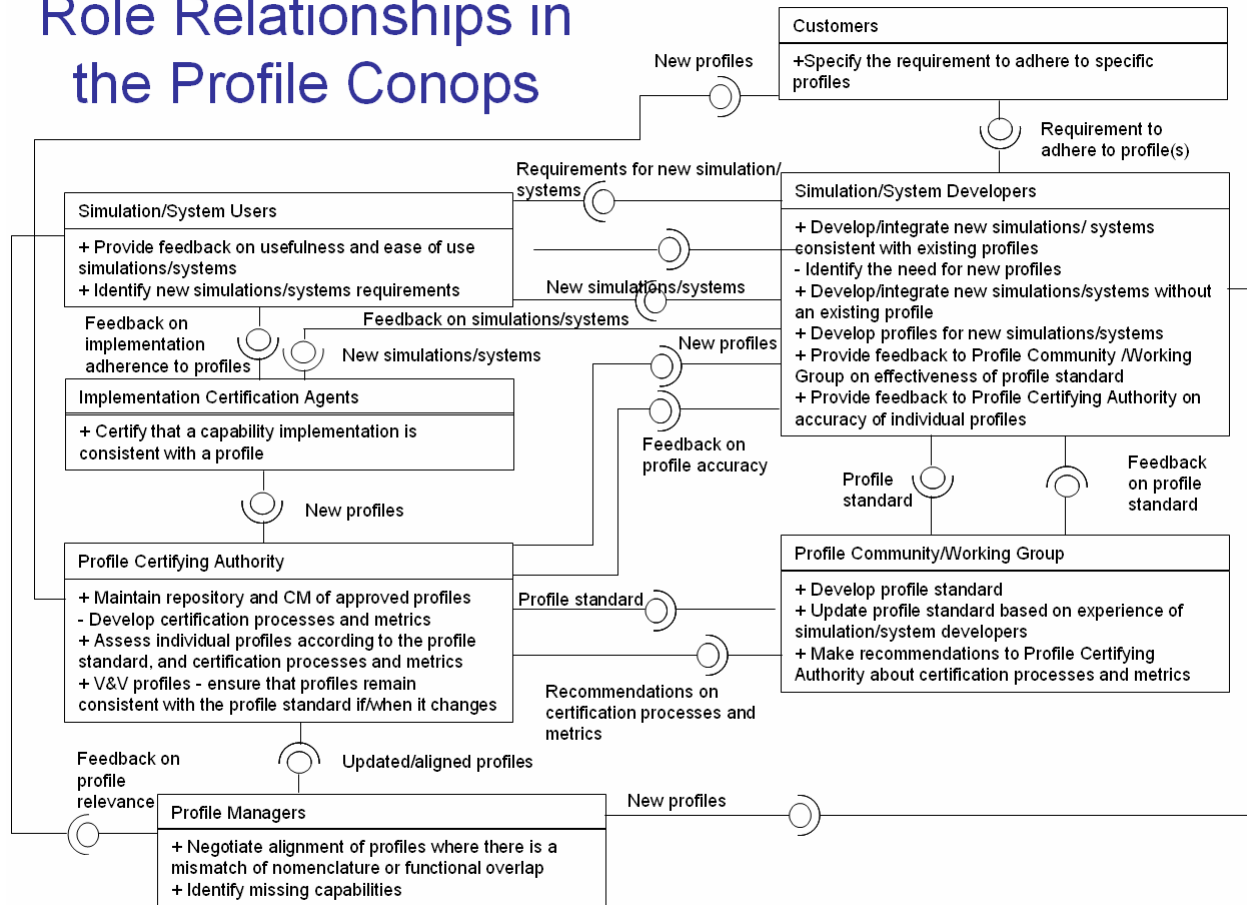 Role Relationships in
the Profile Conops
Customers
+Specify the requirement to adhere to specific
profiles
New profiles
Requirement to
adhere to profile(s)
Requirements for new simulation/
systems
Simulation/System Users
+ Provide feedback on usefulness and ease of use
simulations/systems
+ Identify new simulations/systems requirements
Simulation/System Developers
+ Develop/integrate new simulations/ systems
consistent with existing profiles
- Identify the need for new profiles
+ Develop/integrate new simulations/systems without
an existing profile
+ Develop profiles for new simulations/systems
+ Provide feedback to Profile Community /Working
Group on effectiveness of profile standard
+ Provide feedback to Profile Certifying Authority on
accuracy of individual profiles
New simulations/systems
Feedback on simulations/systems
Feedback on
implementation
adherence to profiles
New simulations/systems
New profiles
Implementation Certification Agents
+ Certify that a capability implementation is
consistent with a profile
Feedback on
profile accuracy
Profile
standard
Feedback
on profile
standard
New profiles
Profile Certifying Authority
+ Maintain repository and CM of approved profiles
- Develop certification processes and metrics
+ Assess individual profiles according to the profile
standard, and certification processes and metrics
+ V&V profiles - ensure that profiles remain
consistent with the profile standard if/when it changes
Profile standard
Profile Community/Working Group
+ Develop profile standard
+ Update profile standard based on experience of
simulation/system developers
+ Make recommendations to Profile Certifying
Authority about certification processes and metrics
Recommendations on
certification processes and
metrics
Feedback on
profile
relevance
Updated/aligned profiles
Profile Managers
+ Negotiate alignment of profiles where there is a
mismatch of nomenclature or functional overlap
+ Identify missing capabilities
New profiles